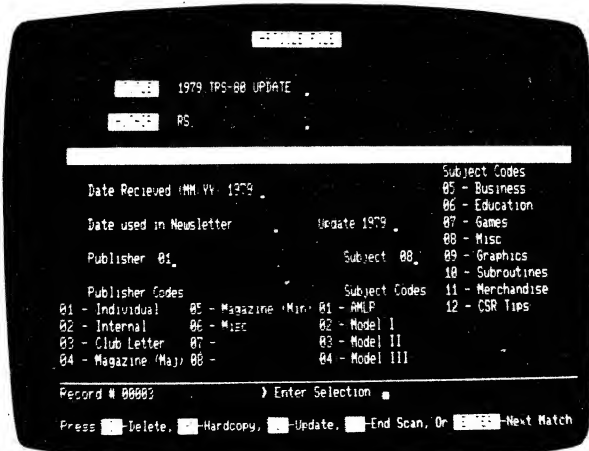 1979 TRS-80 UPDATE
RS
Subject Codes
Date Recieved (MM/YY) 1979 05 - Business
06 - Education
Date used in Newsletter Update 1979 07 - Games
08 - Misc
Publisher 01 Subject 08 09 - Graphics
10 - Subroutines
Publisher Codes Subject Codes 11 - Merchandise
01 - Individual 05 - Magazine (Min) 01 - AMLP 12 - CSR Tips
02 - Internal 06 - Misc 02 - Model I
03 - Club Letter 07 - 03 - Model II
04 - Magazine (Maj) 08 - 04 - Model III
Record # 00003 ) Enter Selection
Press -Delete, -Hardcopy, -Update, -End Scan, Or -Next Match